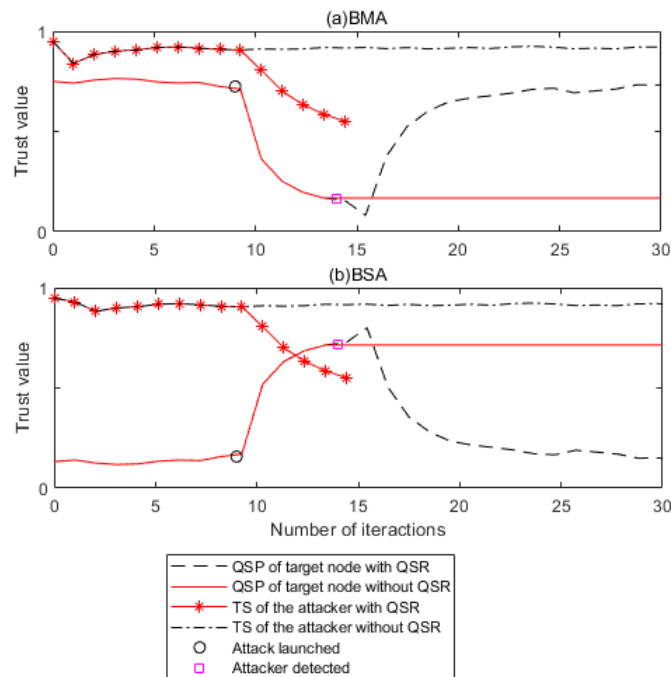 (a)BMA
1
Trust value
0
0 5 10 15 20 25 30
(b)BSA
1
Trust value
0
0 5 10 15 20 25 30
Number of iteractions
QSP of target node with QSR
QSP of target node without QSR
TS of the attacker with QSR
TS of the attacker without QSR
Attack launched
Attacker detected